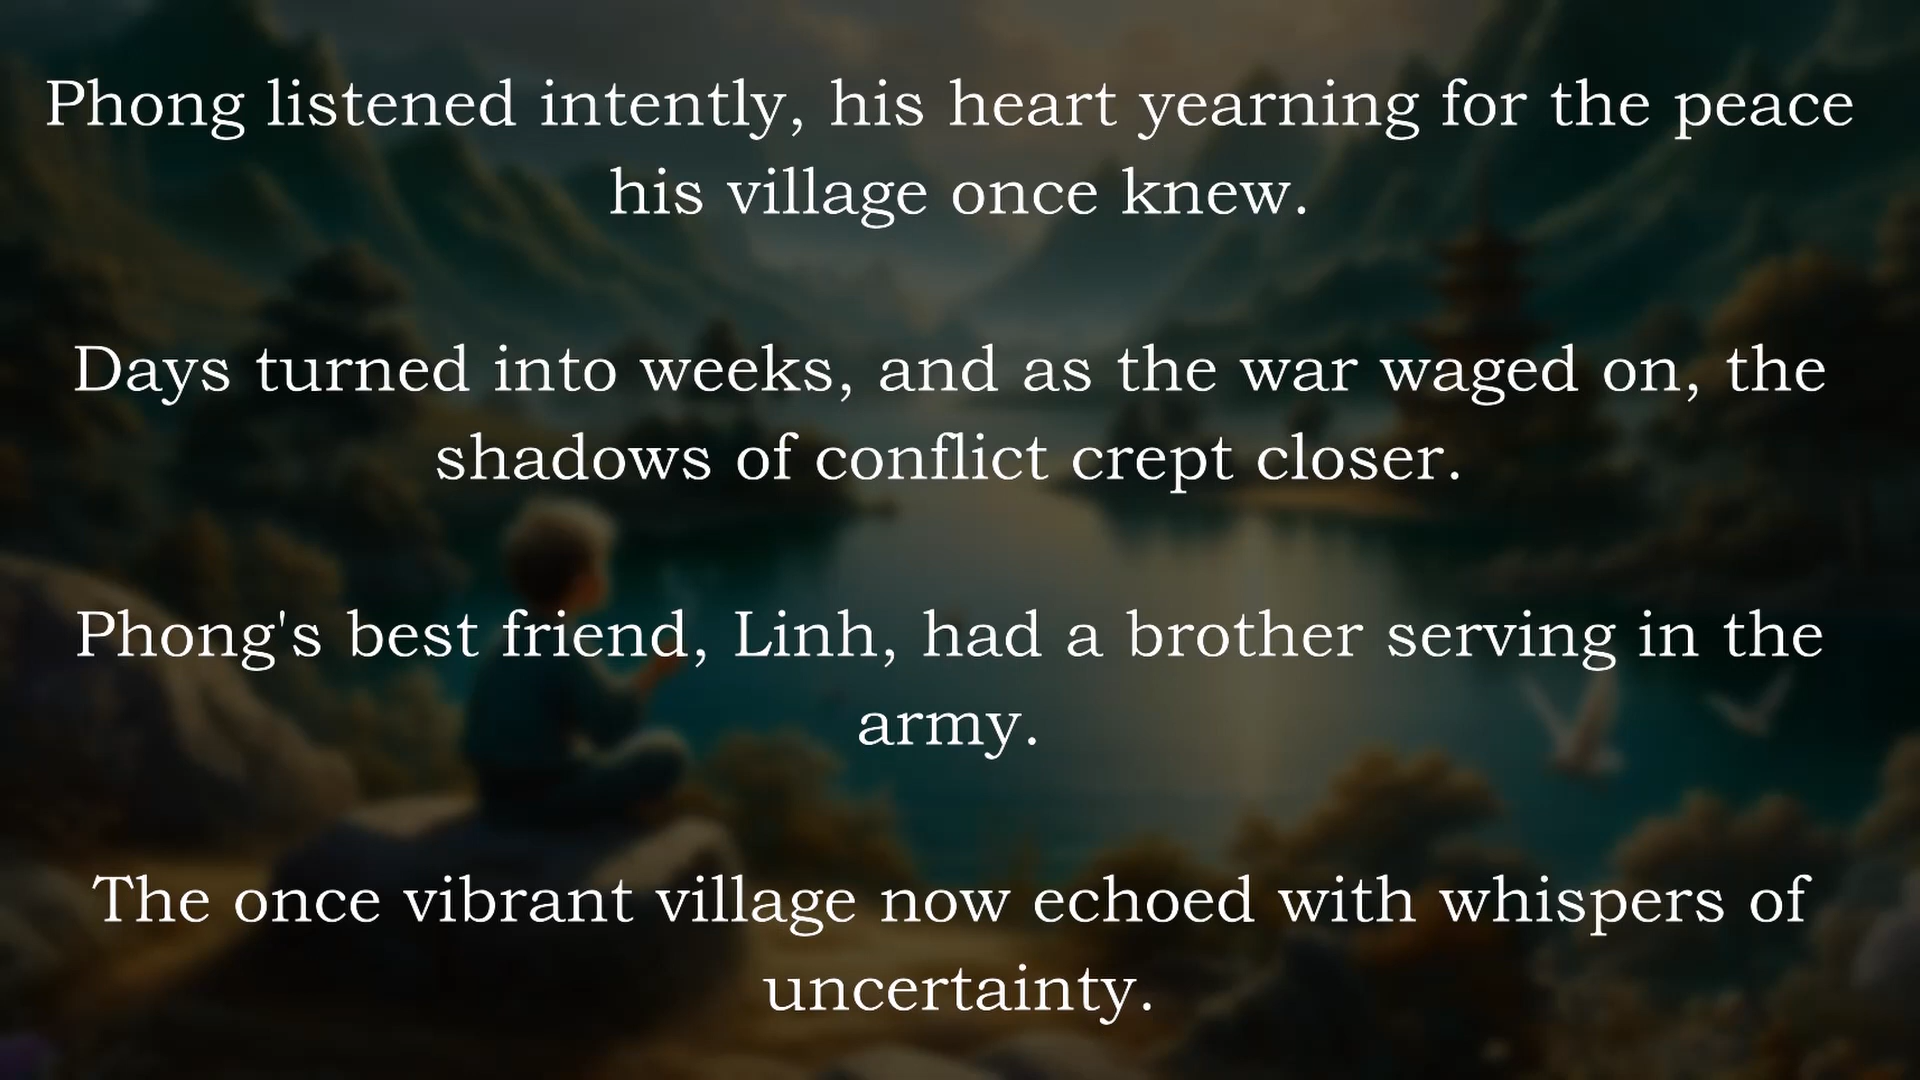 Phong listened intently, his heart yearning for the peace
his village once knew.
Days turned into weeks, and as the war waged on, the
shadows of conflict crept closer.
Phong's best friend, Linh, had a brother serving in the
army.
The once vibrant village now echoed with whispers of
uncertainty.